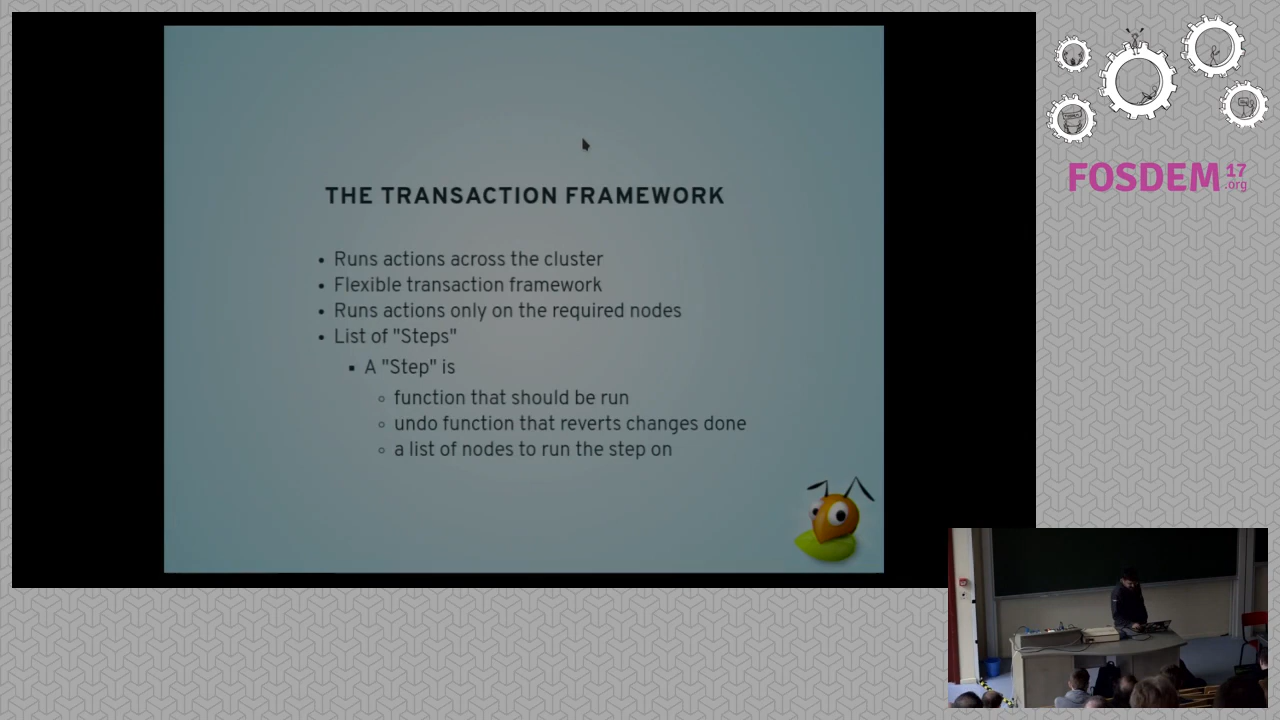 THE TRANSACTION FRAMEWORK
Runs actions across the cluster
Flexible transaction framework
Runs actions only on the required nodes
List of "Steps"
A "Step" is
function that should be run
undo function that reverts changes done
a list of nodes to run the step on
FOSDEM 17
.org